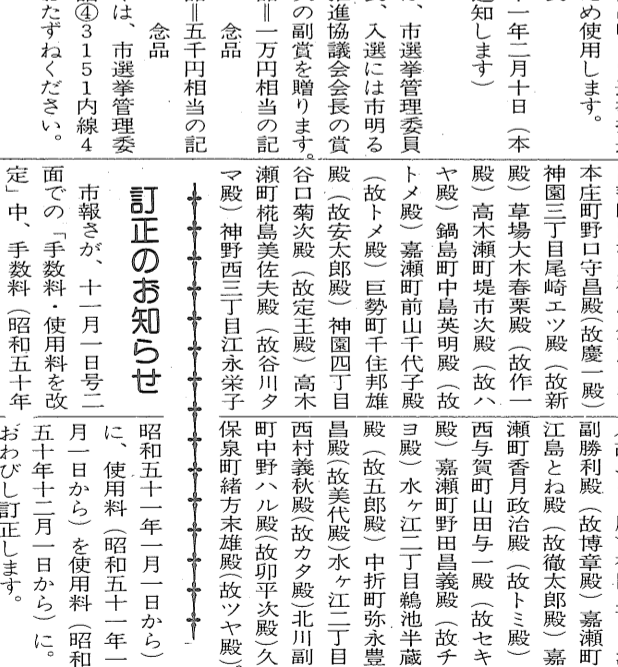 め使用します。
一年二月十日（本
通知します）
、市選挙管理委員
、入選には市明る
推進協議会会長の賞
の副賞を贈ります。
＝一万円相当の記
念品
＝五千円相当の記
念品
は、市選挙管理委
④3151内線4
たずねください。
本庄町野口守昌殿（故慶一殿）
神園三丁目尾崎エツ殿（故新
殿）草場大木春栗殿（故作一
殿）高木瀬町堤市次殿（故ハ
ヤ殿）鍋島町中島英明殿（故
トメ殿）嘉瀬町前山千代子殿
（故トメ殿）巨勢町千住邦雄
殿（故安太郎殿）神園四丁目
谷口菊次殿（故定王殿）高木
瀬町椛島美佐夫殿（故谷川タ
マ殿）神野西三丁目江永栄子
副勝利殿（故博章殿）嘉瀬町
江島とね殿（故徹太郎殿）嘉
瀬町香月政治殿（故トミ殿）
西与賀町山田与一殿（故セキ
殿）嘉瀬町野田昌義殿（故チ
ヨ殿）水ヶ江二丁目鵜池半蔵
殿（故五郎殿）中折町弥永豊
昌殿（故美代殿）水ヶ江二丁目
西村義秋殿（故カタ殿）北川副
町中野ハル殿（故卯平次殿）久
保泉町緒方末雄殿（故ツヤ殿）
訂正のお知らせ
市報さが、十一月一日号二
面での「手数料・使用料を改
定」中、手数料（昭和五十年
昭和五十一年一月一日から）
に、使用料（昭和五十一年一
月一日から）を使用料（昭和
五十年十二月一日から）に。
おわびし訂正します。